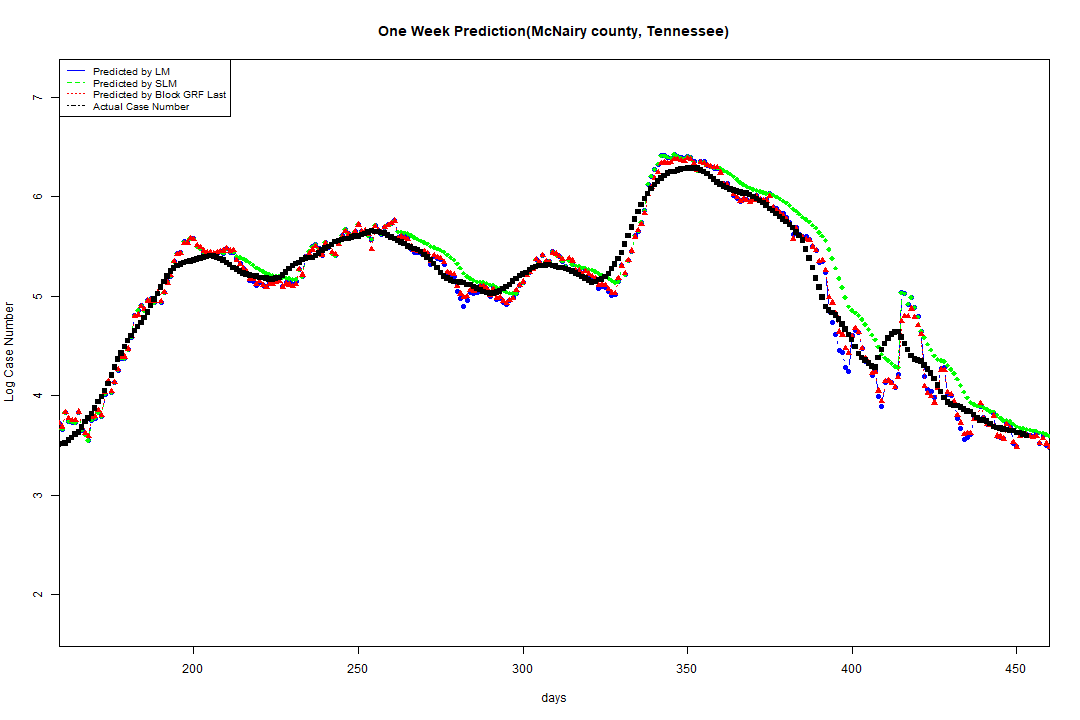 One Week Prediction(McNairy county, Tennessee)
Predicted by LM
Predicted by SLM
Predicted by Block GRF Last
Actual Case Number
7
6
5
4
3
2
Log Case Number
200 250 300 350 400 450
days